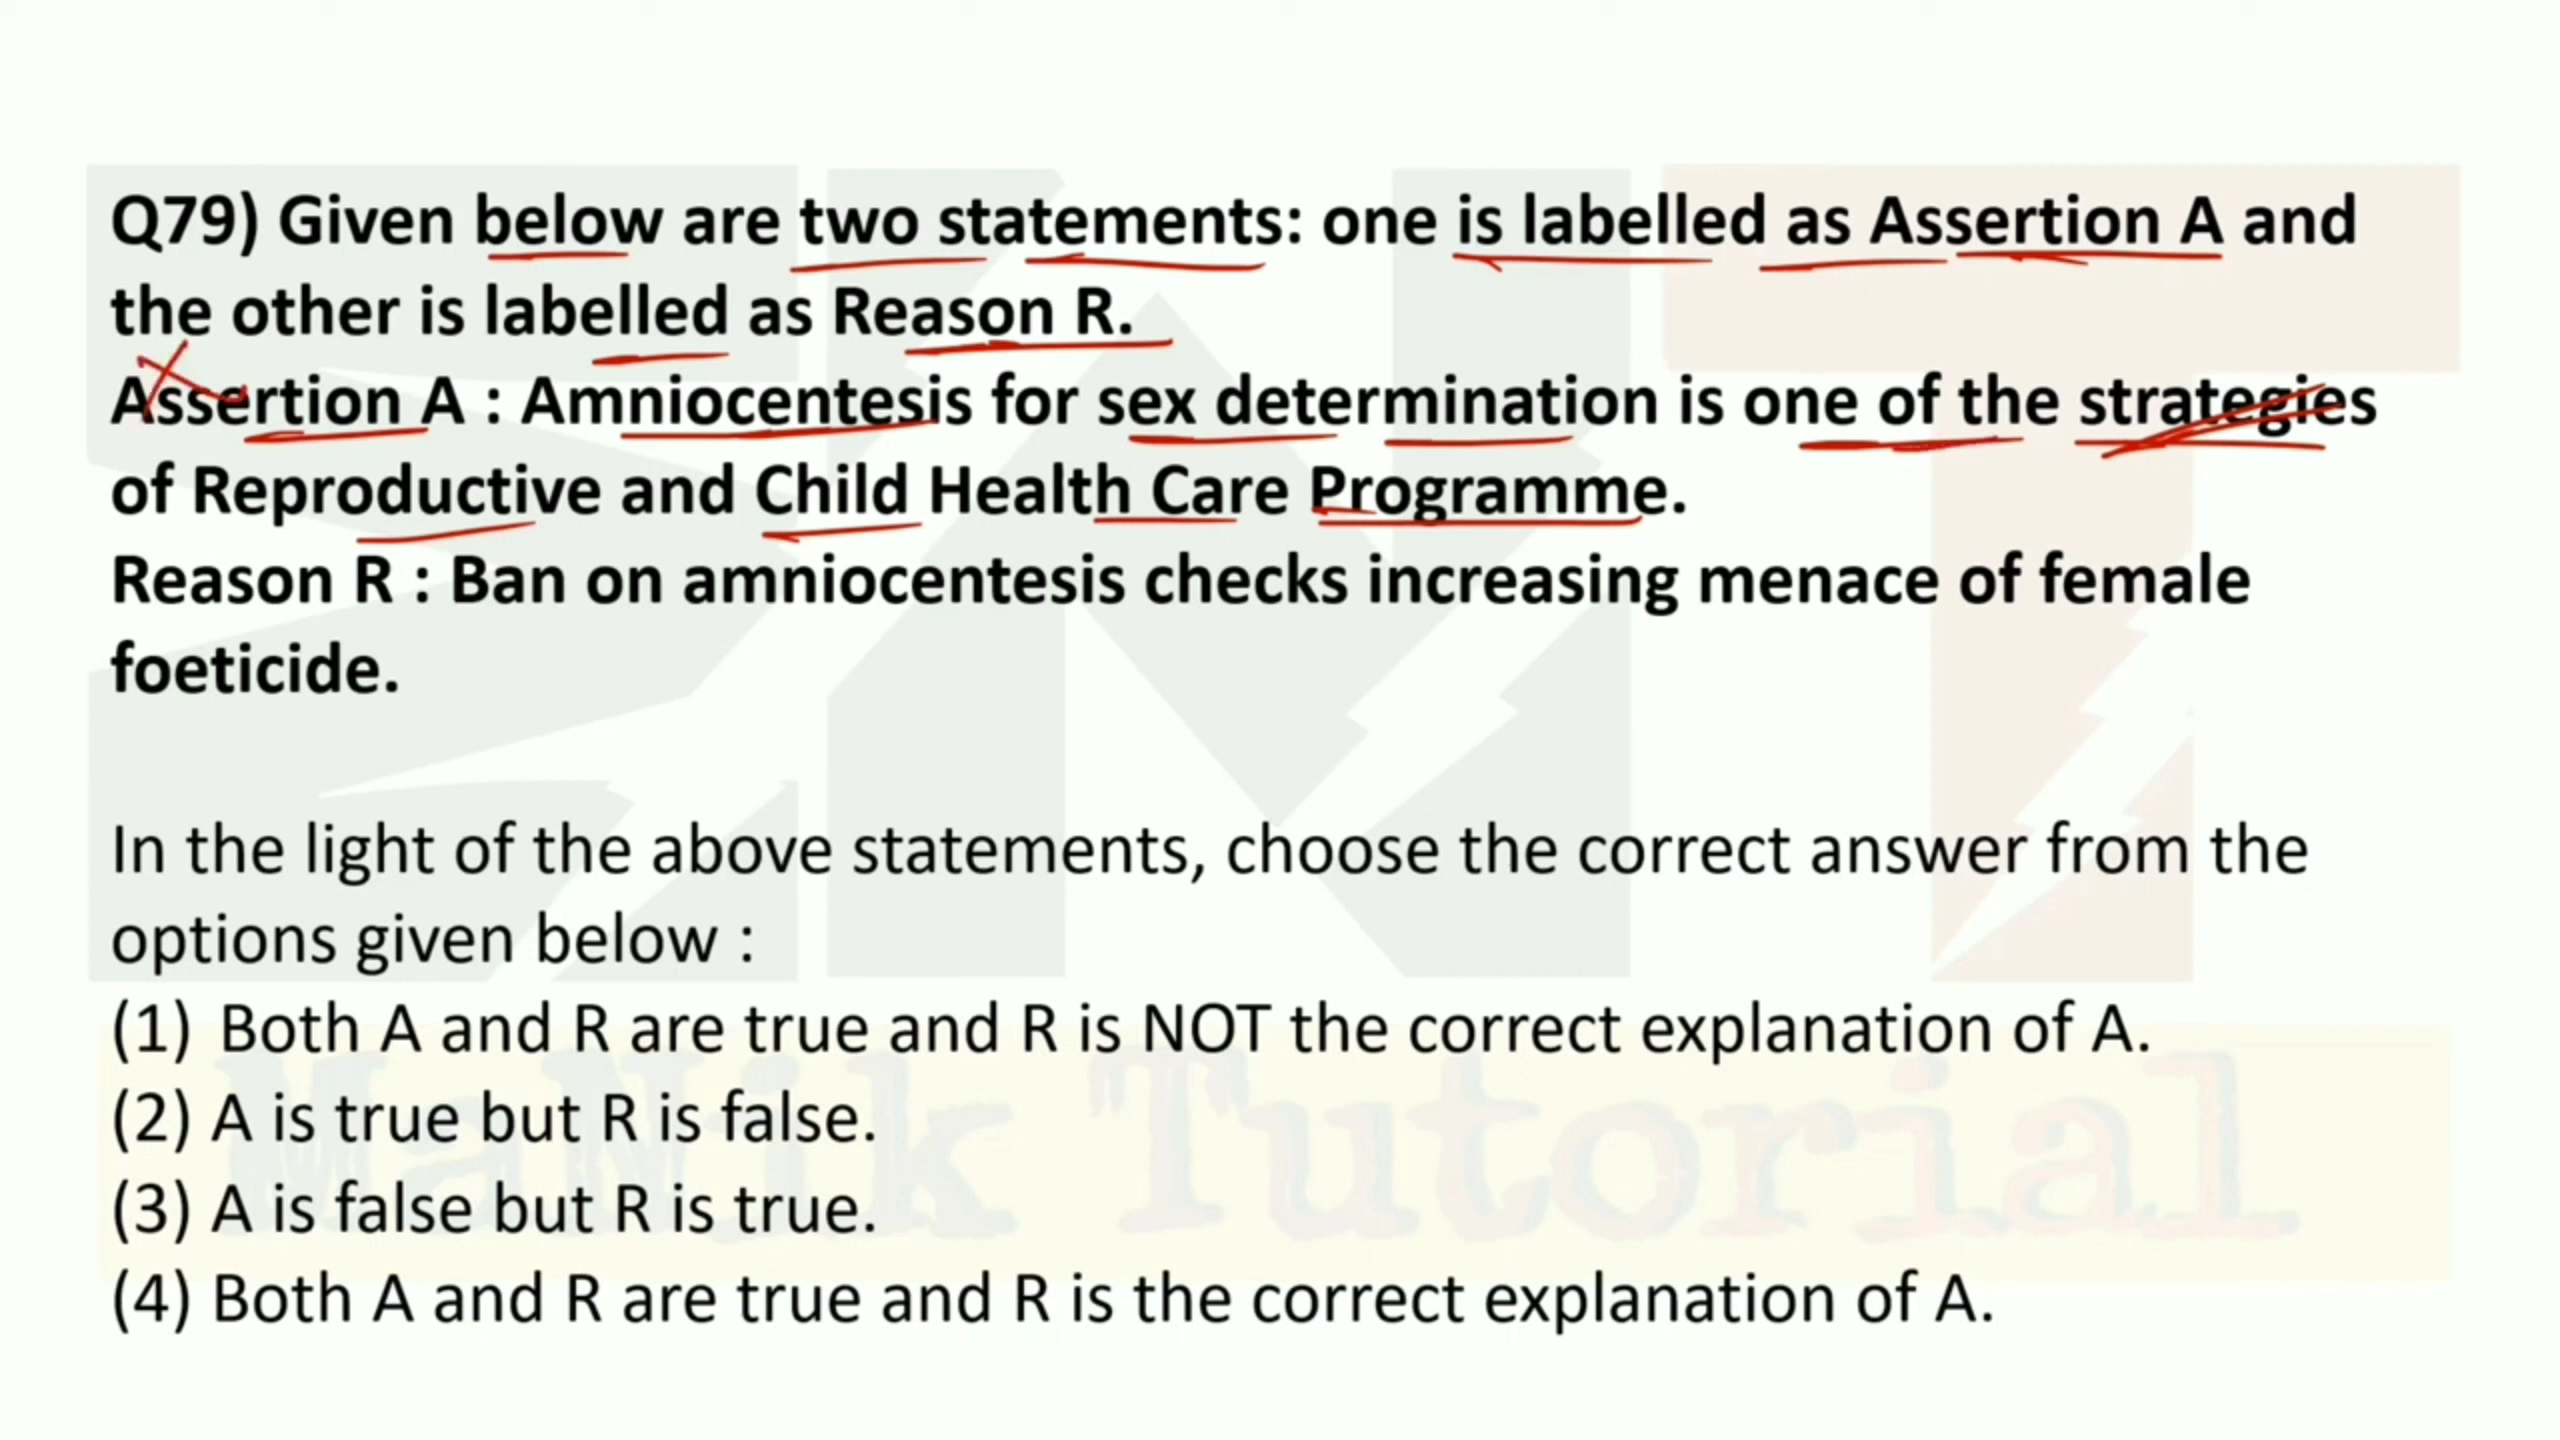 Q79) Given below are two statements: one is labelled as Assertion A and
the other is labelled as Reason R.
Assertion A : Amniocentesis for sex determination is one of the strategies
of Reproductive and Child Health Care Programme.
Reason R : Ban on amniocentesis checks increasing menace of female
foeticide.
In the light of the above statements, choose the correct answer from the
options given below :
(1) Both A and R are true and R is NOT the correct explanation of A.
(2) A is true but R is false.
(3) A is false but R is true.
(4) Both A and R are true and R is the correct explanation of A.
MaNik Tutorial